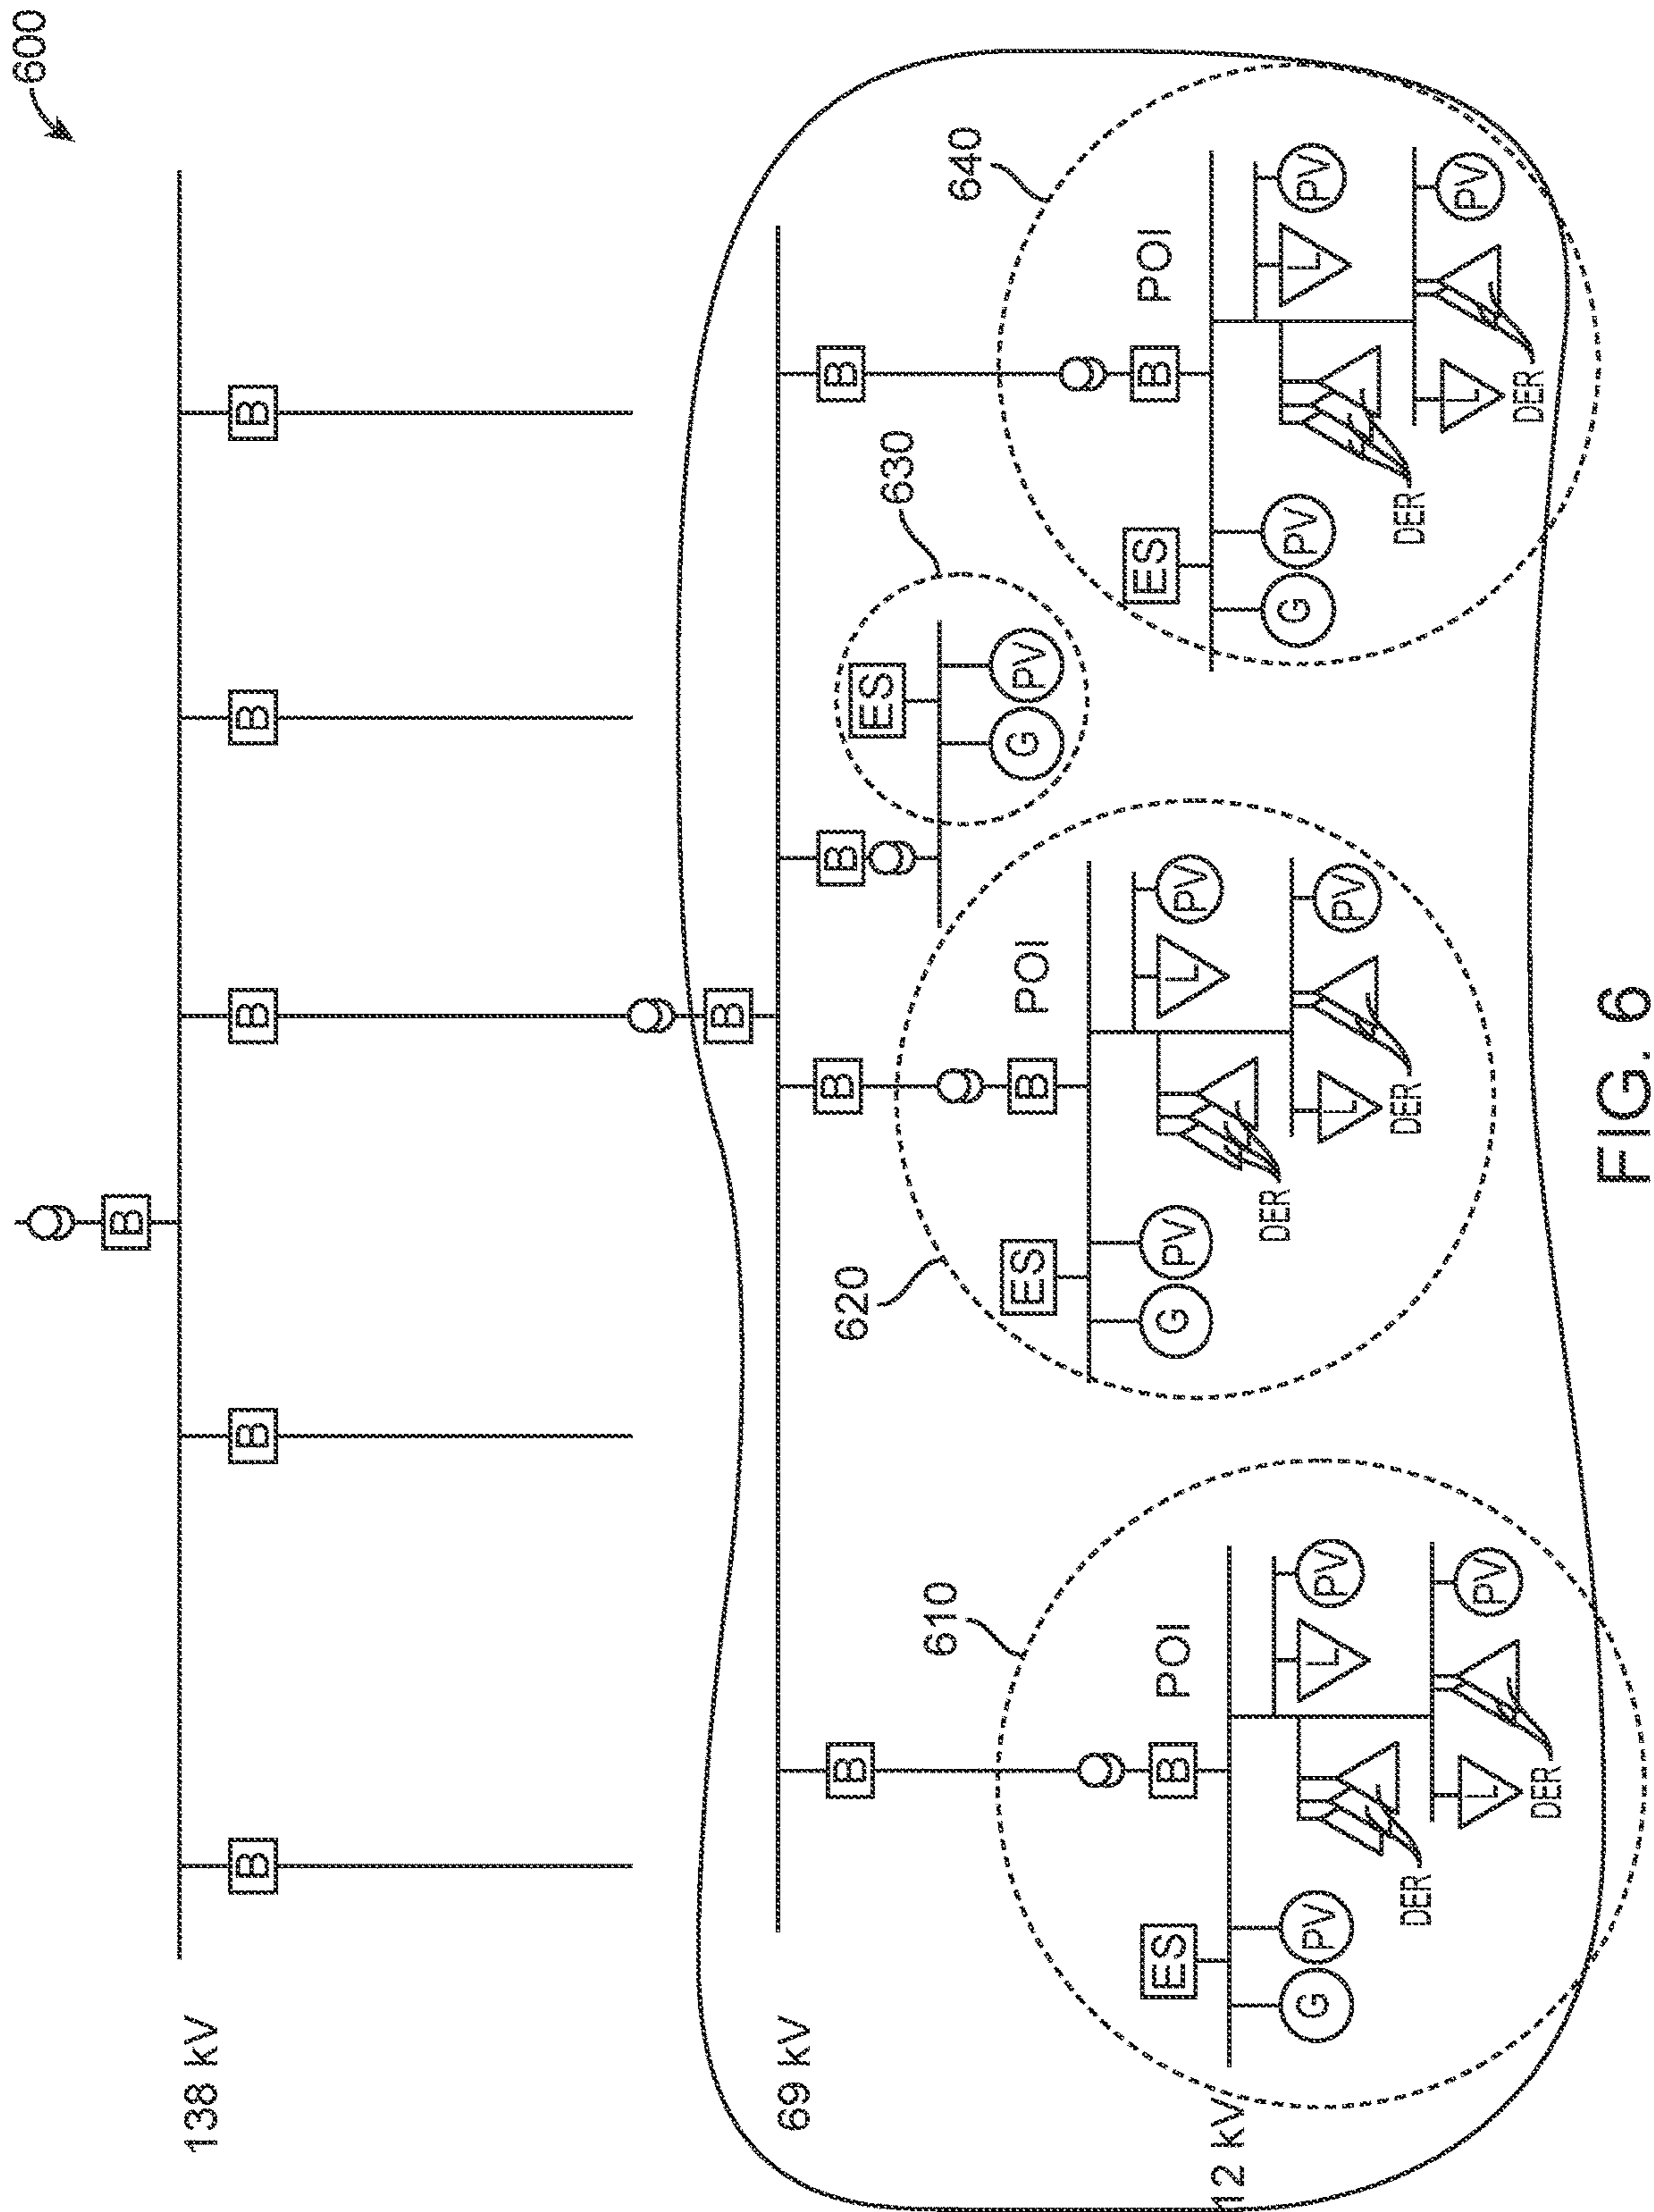 600
B
138 kV
B B B B B
B
69 kV
B B B B
610
ES B POI
12 kV
G PV L PV
DER
L PV
DER
620
ES B POI
G PV L PV
DER
L PV
DER
630
ES
G PV
640
ES B POI
G PV L PV
DER
L PV
DER
FIG. 6